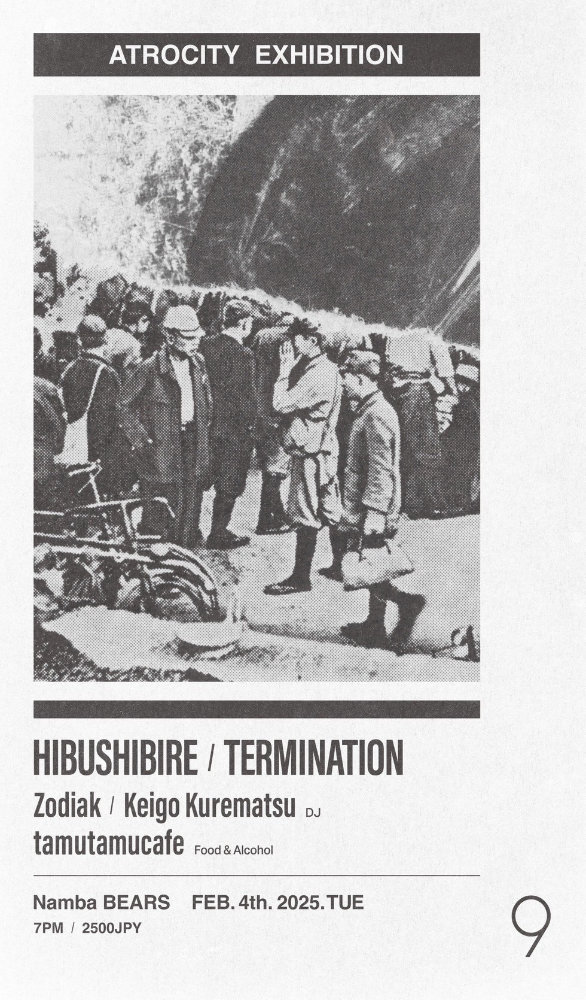 ATROCITY EXHIBITION
HIBUSHIBIRE / TERMINATION
Zodiak / Keigo Kurematsu DJ
tamutamucafe Food & Alcohol
Namba BEARS FEB. 4th. 2025. TUE
7PM / 2500JPY
9